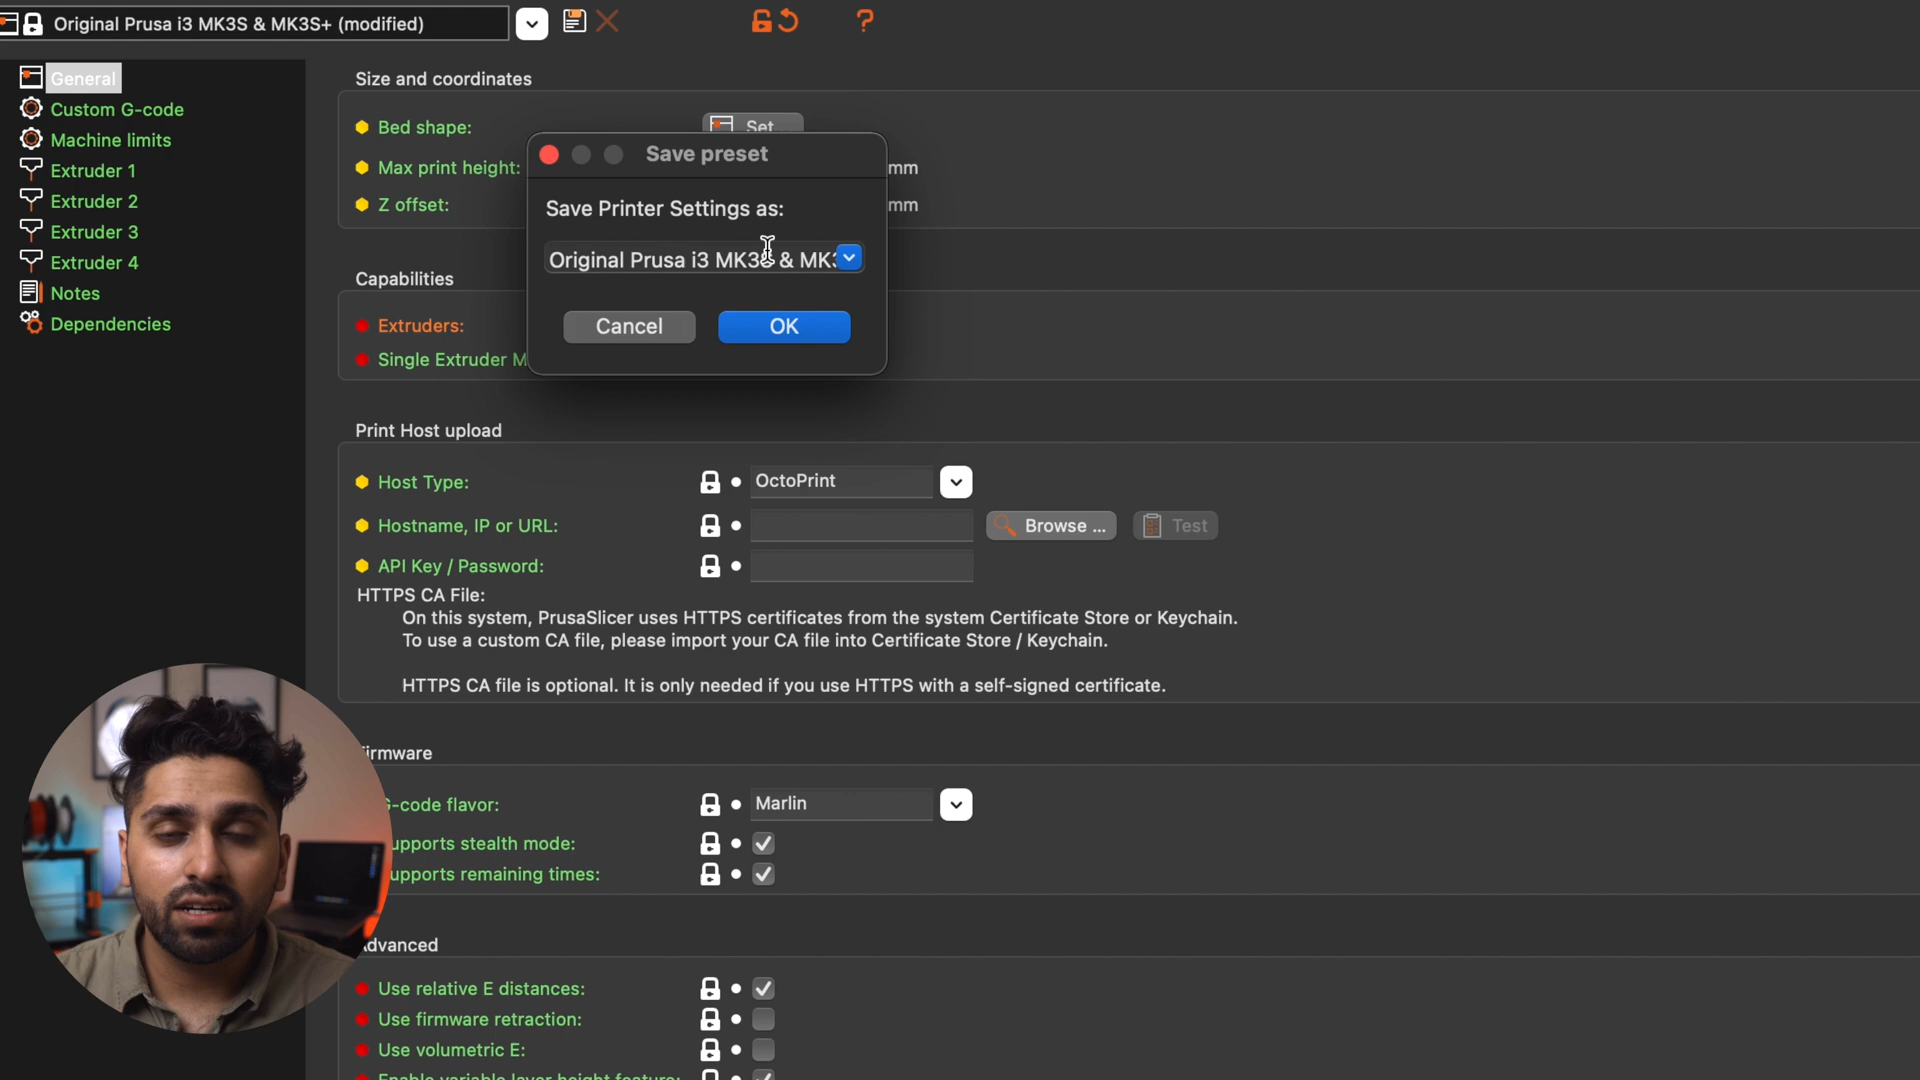 Original Prusa i3 MK3S & MK3S+ (modified)
General
Custom G-code
Machine limits
Extruder 1
Extruder 2
Extruder 3
Extruder 4
Notes
Dependencies
Size and coordinates
Bed shape:
Set...
Max print height:
mm
Z offset:
mm
Save preset
Save Printer Settings as:
Original Prusa i3 MK3S & MK3
Cancel
OK
Capabilities
Extruders:
Single Extruder M
Print Host upload
Host Type:
OctoPrint
Hostname, IP or URL:
Browse ...
Test
API Key / Password:
HTTPS CA File:
On this system, PrusaSlicer uses HTTPS certificates from the system Certificate Store or Keychain.
To use a custom CA file, please import your CA file into Certificate Store / Keychain.
HTTPS CA file is optional. It is only needed if you use HTTPS with a self-signed certificate.
irmware
G-code flavor:
Marlin
upports stealth mode:
upports remaining times:
dvanced
Use relative E distances:
Use firmware retraction:
Use volumetric E:
Enable variable layer height feature: